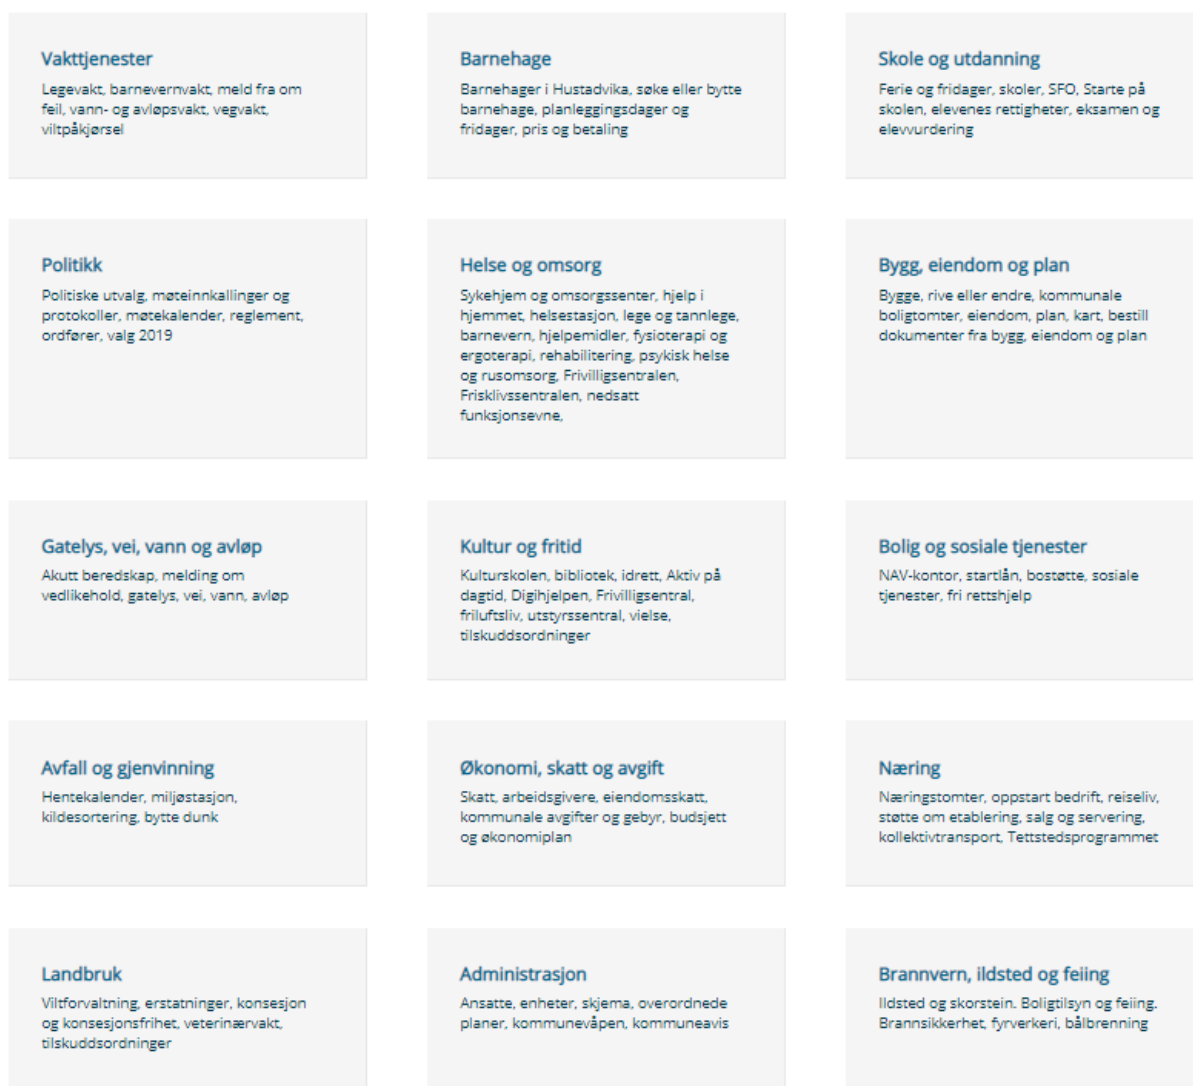 Vakttjenester
Legevakt, barnevernvakt, meld fra om
feil, vann- og avløpsvakt, vegvakt,
viltpåkjørsel
Barnehage
Barnehager i Hustadvika, søke eller bytte
barnehage, planleggingsdager og
fridager, pris og betaling
Skole og utdanning
Ferie og fridager, skoler, SFO, Starte på
skolen, elevenes rettigheter, eksamen og
elevvurdering
Politikk
Politiske utvalg, møteinnkallinger og
protokoller, møtekalender, reglement,
ordfører, valg 2019
Helse og omsorg
Sykehjem og omsorgssenter, hjelp i
hjemmet, helsestasjon, lege og tannlege,
barnevern, hjelpemidler, fysioterapi og
ergoterapi, rehabilitering, psykisk helse
og rusomsorg, Frivilligsentralen,
Frisklivssentralen, nedsatt
funksjonsevne,
Bygg, eiendom og plan
Bygge, rive eller endre, kommunale
boligtomter, eiendom, plan, kart, bestill
dokumenter fra bygg, eiendom og plan
Gatelys, vei, vann og avløp
Akutt beredskap, melding om
vedlikehold, gatelys, vei, vann, avløp
Kultur og fritid
Kulturskolen, bibliotek, idrett, Aktiv på
dagtid, Digihjelpen, Frivilligsentral,
friluftsliv, utstyrssentral, vielse,
tilskuddsordninger
Bolig og sosiale tjenester
NAV-kontor, startlån, bostøtte, sosiale
tjenester, fri rettshjelp
Avfall og gjenvinning
Hentekalender, miljøstasjon,
kildesortering, bytte dunk
Økonomi, skatt og avgift
Skatt, arbeidsgivere, eiendomsskatt,
kommunale avgifter og gebyr, budsjett
og økonomiplan
Næring
Næringstomter, oppstart bedrift, reiseliv,
støtte om etablering, salg og servering,
kollektivtransport, Tettstedsprogrammet
Landbruk
Viltforvaltning, erstatninger, konsesjon
og konsesjonsfrihet, veterinærvakt,
tilskuddsordninger
Administrasjon
Ansatte, enheter, skjema, overordnede
planer, kommunevåpen, kommuneavis
Brannvern, ildsted og feiing
Ildsted og skorstein. Boligtilsyn og feiing.
Brannsikkerhet, fyrverkeri, bålbrenning